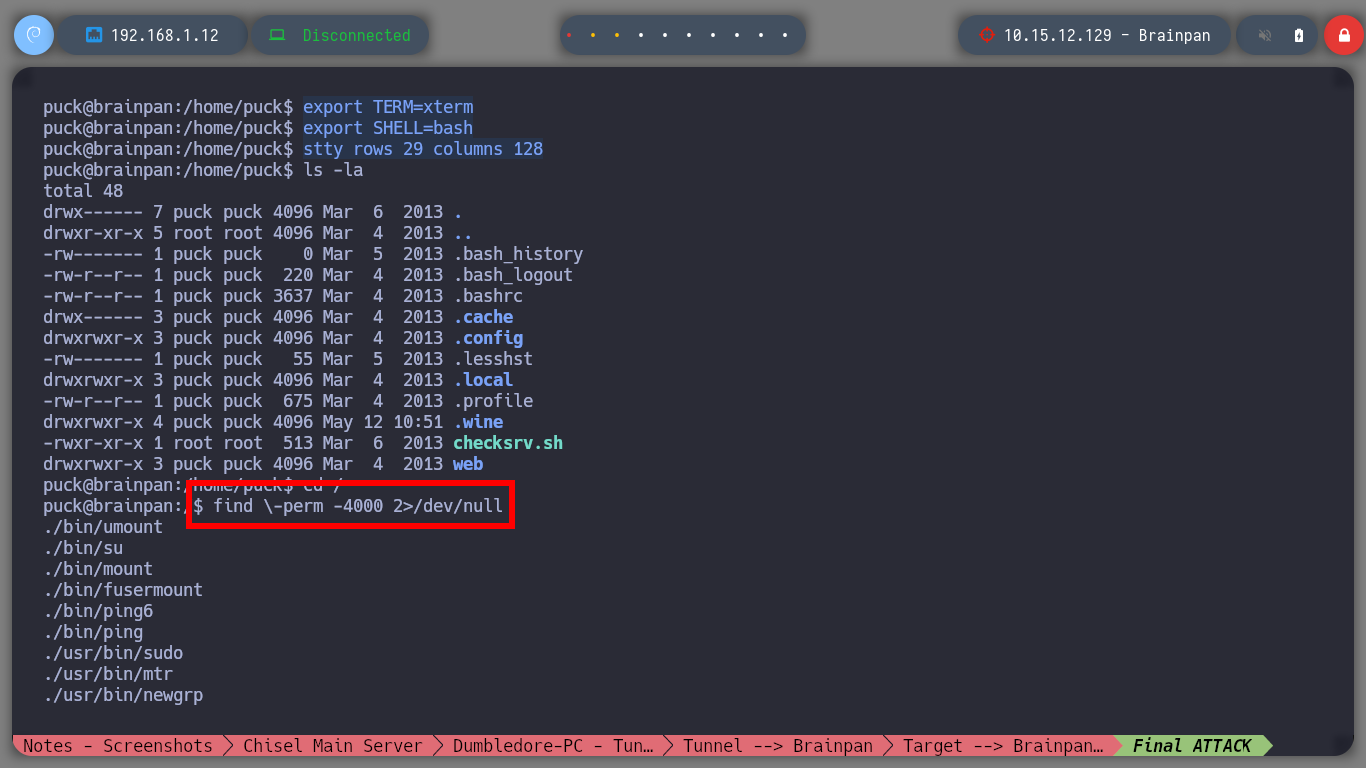 192.168.1.12 Disconnected 10.15.12.129 - Brainpan
puck@brainpan:/home/puck$ export TERM=xterm
puck@brainpan:/home/puck$ export SHELL=bash
puck@brainpan:/home/puck$ stty rows 29 columns 128
puck@brainpan:/home/puck$ ls -la
total 48
drwx------ 7 puck puck 4096 Mar  6  2013 .
drwxr-xr-x 5 root root 4096 Mar  4  2013 ..
-rw------- 1 puck puck    0 Mar  5  2013 .bash_history
-rw-r--r-- 1 puck puck  220 Mar  4  2013 .bash_logout
-rw-r--r-- 1 puck puck 3637 Mar  4  2013 .bashrc
drwx------ 3 puck puck 4096 Mar  4  2013 .cache
drwxrwxr-x 3 puck puck 4096 Mar  4  2013 .config
-rw------- 1 puck puck   55 Mar  5  2013 .lesshst
drwxrwxr-x 3 puck puck 4096 Mar  4  2013 .local
-rw-r--r-- 1 puck puck  675 Mar  4  2013 .profile
drwxrwxr-x 4 puck puck 4096 May 12 10:51 .wine
-rwxr-xr-x 1 root root  513 Mar  6  2013 checksrv.sh
drwxrwxr-x 3 puck puck 4096 Mar  4  2013 web
puck@brainpan:/home/puck$ cd /
puck@brainpan:/$ find \-perm -4000 2>/dev/null
./bin/umount
./bin/su
./bin/mount
./bin/fusermount
./bin/ping6
./bin/ping
./usr/bin/sudo
./usr/bin/mtr
./usr/bin/newgrp
Notes - Screenshots Chisel Main Server Dumbledore-PC - Tun… Tunnel --> Brainpan Target --> Brainpan… Final ATTACK